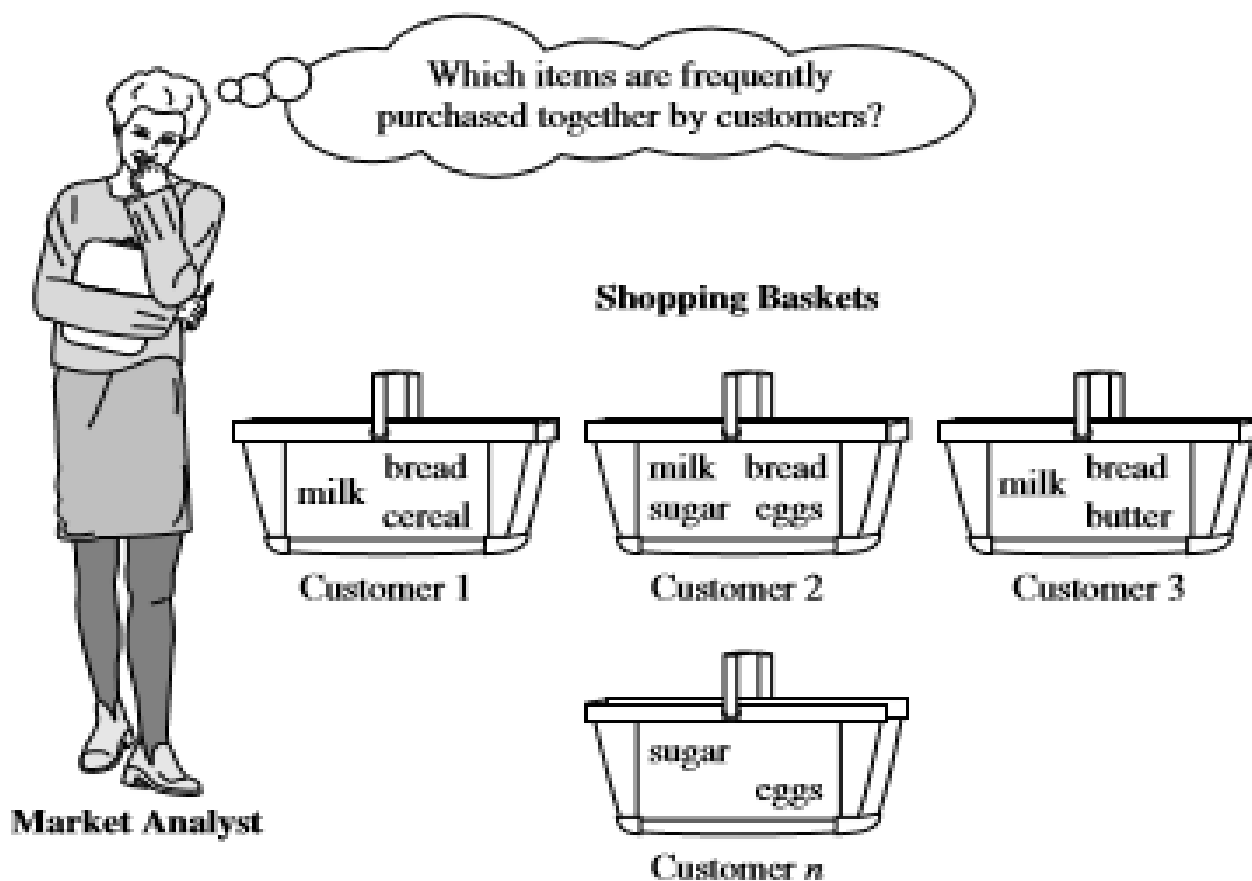 Which items are frequently
purchased together by customers?
Shopping Baskets
milk bread
cereal
Customer 1
milk bread
sugar eggs
Customer 2
milk bread
butter
Customer 3
sugar
eggs
Customer n
Market Analyst